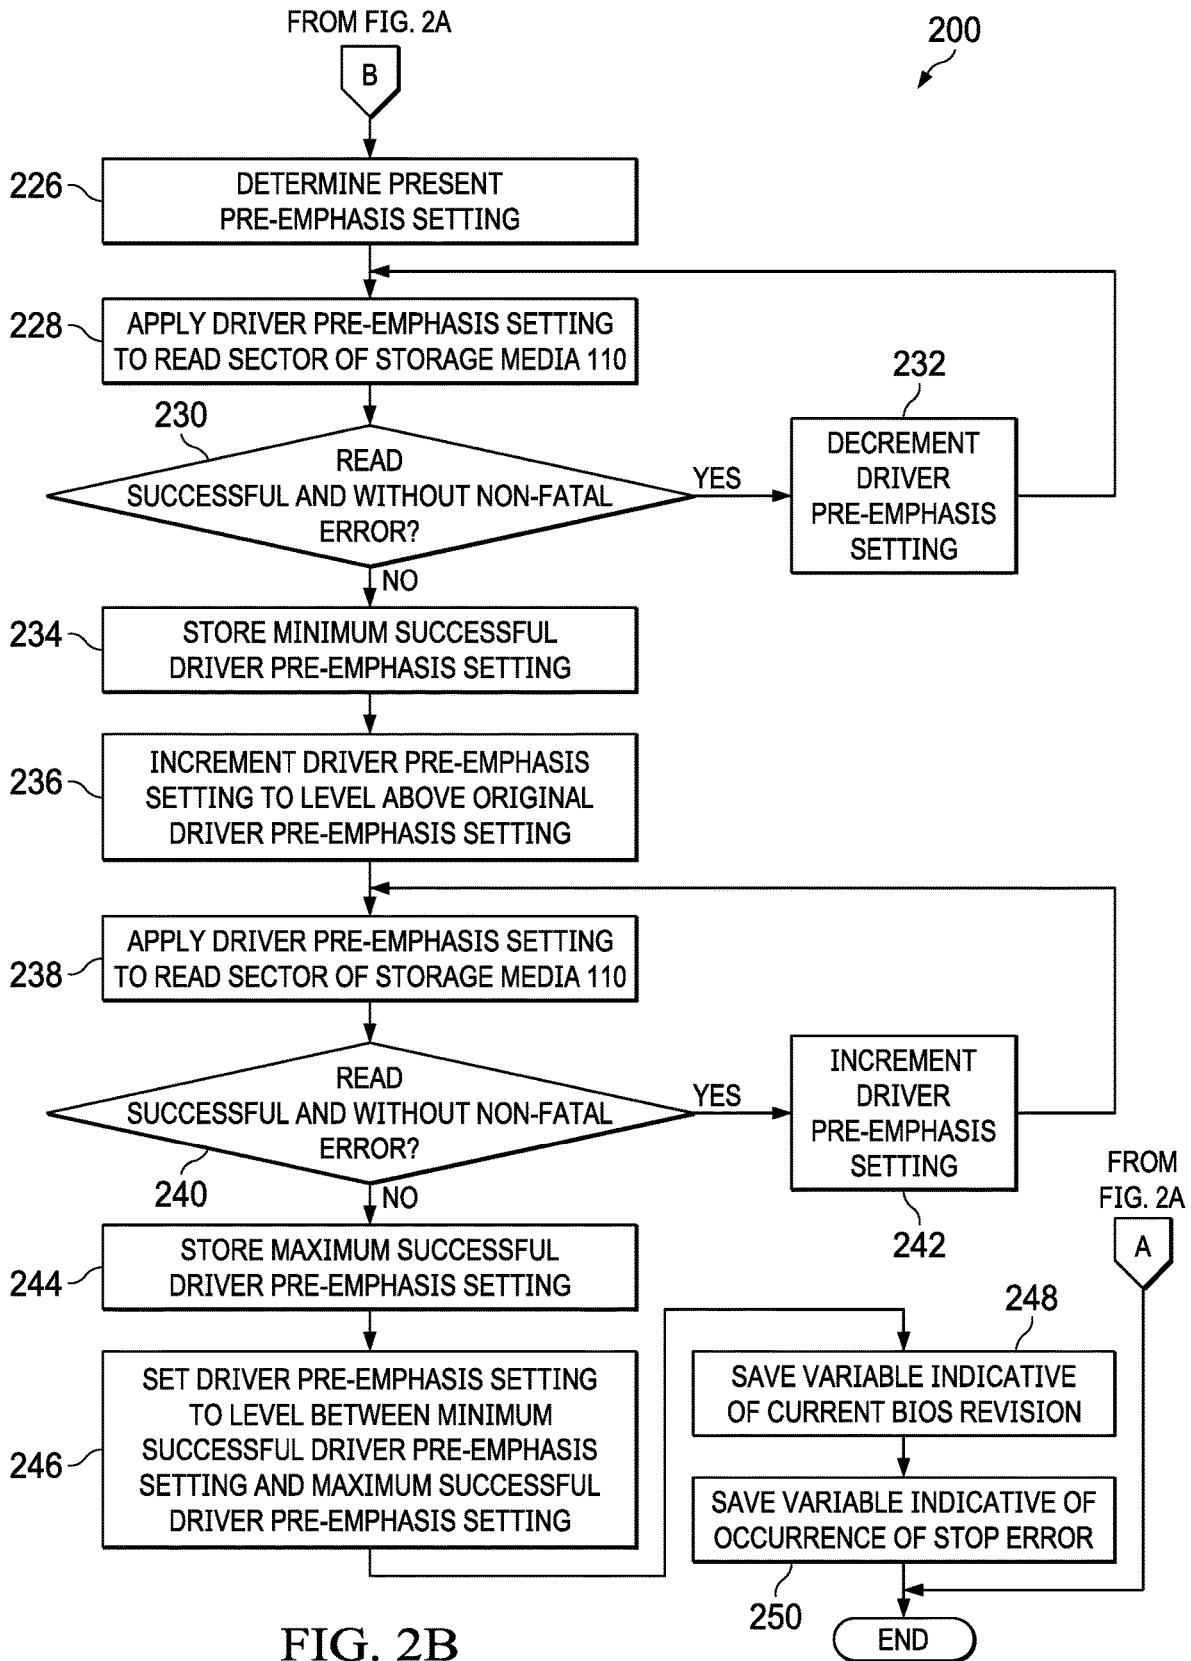 FROM FIG. 2A
200
B
226
DETERMINE PRESENT
PRE-EMPHASIS SETTING
228
APPLY DRIVER PRE-EMPHASIS SETTING
TO READ SECTOR OF STORAGE MEDIA 110
230
READ
SUCCESSFUL AND WITHOUT NON-FATAL
ERROR?
YES
232
DECREMENT
DRIVER
PRE-EMPHASIS
SETTING
NO
234
STORE MINIMUM SUCCESSFUL
DRIVER PRE-EMPHASIS SETTING
236
INCREMENT DRIVER PRE-EMPHASIS
SETTING TO LEVEL ABOVE ORIGINAL
DRIVER PRE-EMPHASIS SETTING
238
APPLY DRIVER PRE-EMPHASIS SETTING
TO READ SECTOR OF STORAGE MEDIA 110
READ
SUCCESSFUL AND WITHOUT NON-FATAL
ERROR?
240
YES
INCREMENT
DRIVER
PRE-EMPHASIS
SETTING
242
NO
FROM
FIG. 2A
A
244
STORE MAXIMUM SUCCESSFUL
DRIVER PRE-EMPHASIS SETTING
246
SET DRIVER PRE-EMPHASIS SETTING
TO LEVEL BETWEEN MINIMUM
SUCCESSFUL DRIVER PRE-EMPHASIS
SETTING AND MAXIMUM SUCCESSFUL
DRIVER PRE-EMPHASIS SETTING
248
SAVE VARIABLE INDICATIVE
OF CURRENT BIOS REVISION
SAVE VARIABLE INDICATIVE OF
OCCURRENCE OF STOP ERROR
250
END
FIG. 2B